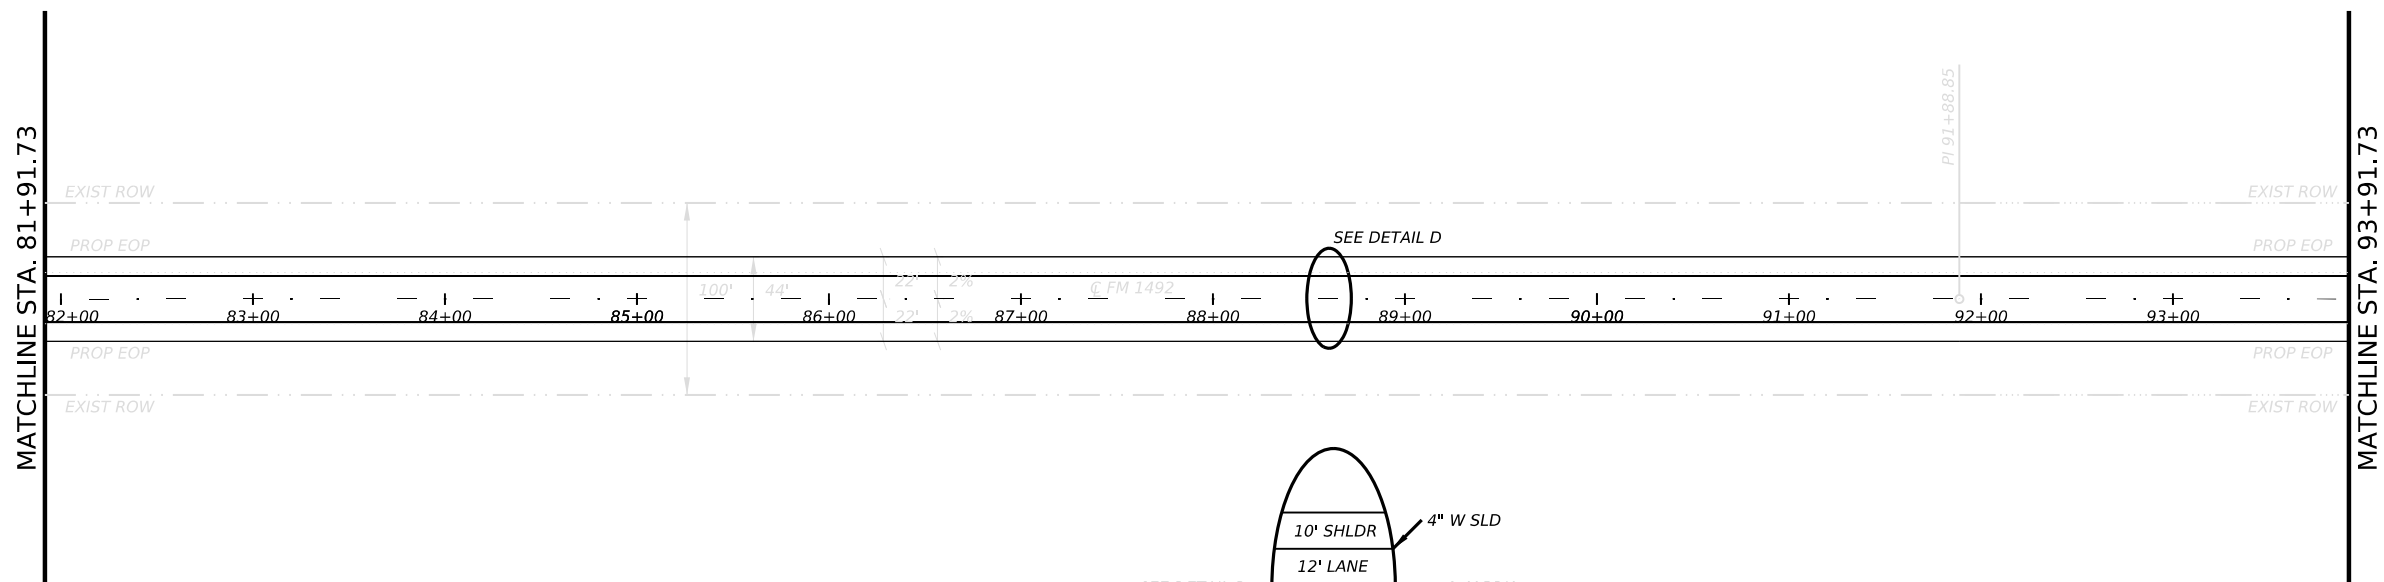 MATCHLINE STA. 81+91.73
MATCHLINE STA. 93+91.73
PI 91+88.85
EXIST ROW
EXIST ROW
SEE DETAIL D
PROP EOP
PROP EOP
22' 2%
100' 44'
℄ FM 1492
82+00 83+00 84+00 85+00 86+00 87+00 88+00 89+00 90+00 91+00 92+00 93+00
22' 2%
PROP EOP
PROP EOP
EXIST ROW
EXIST ROW
4" W SLD
10' SHLDR
12' LANE